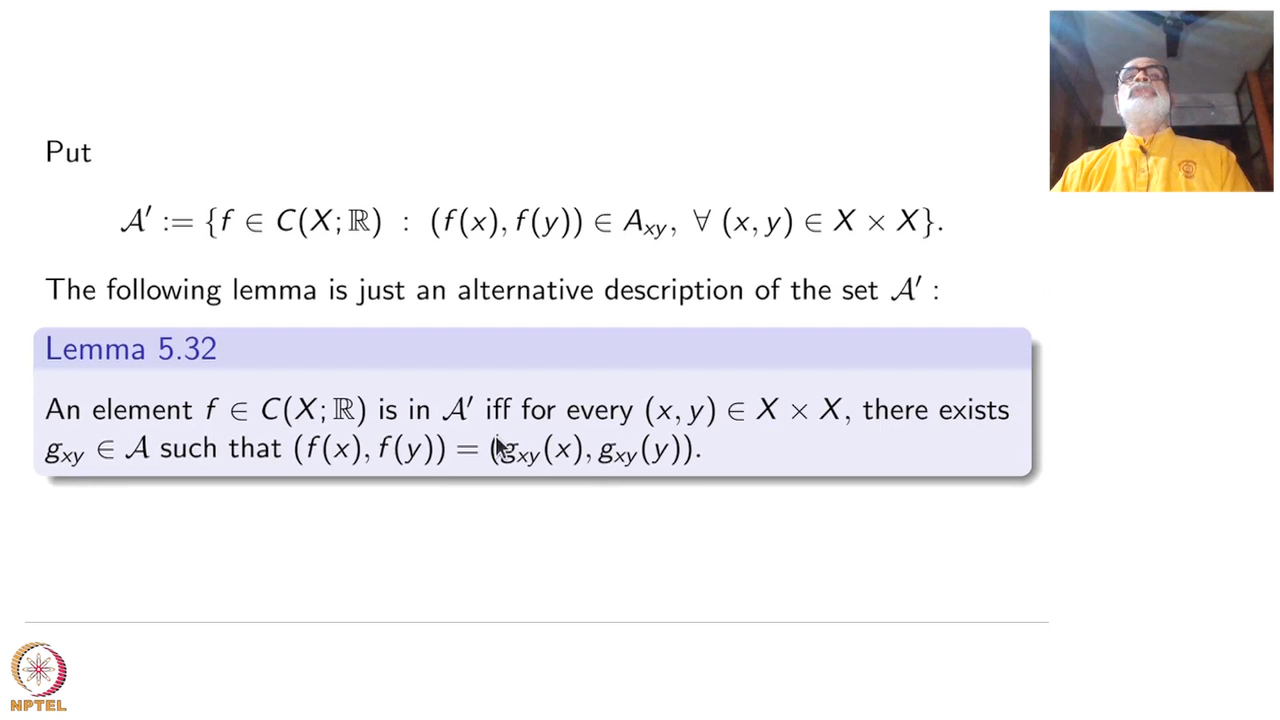 Put
𝒜′ := {f ∈ C(X; ℝ) : (f(x), f(y)) ∈ A_{xy}, ∀ (x, y) ∈ X × X}.
The following lemma is just an alternative description of the set 𝒜′ :
Lemma 5.32
An element f ∈ C(X; ℝ) is in 𝒜′ iff for every (x, y) ∈ X × X, there exists
g_{xy} ∈ 𝒜 such that (f(x), f(y)) = (g_{xy}(x), g_{xy}(y)).
NPTEL